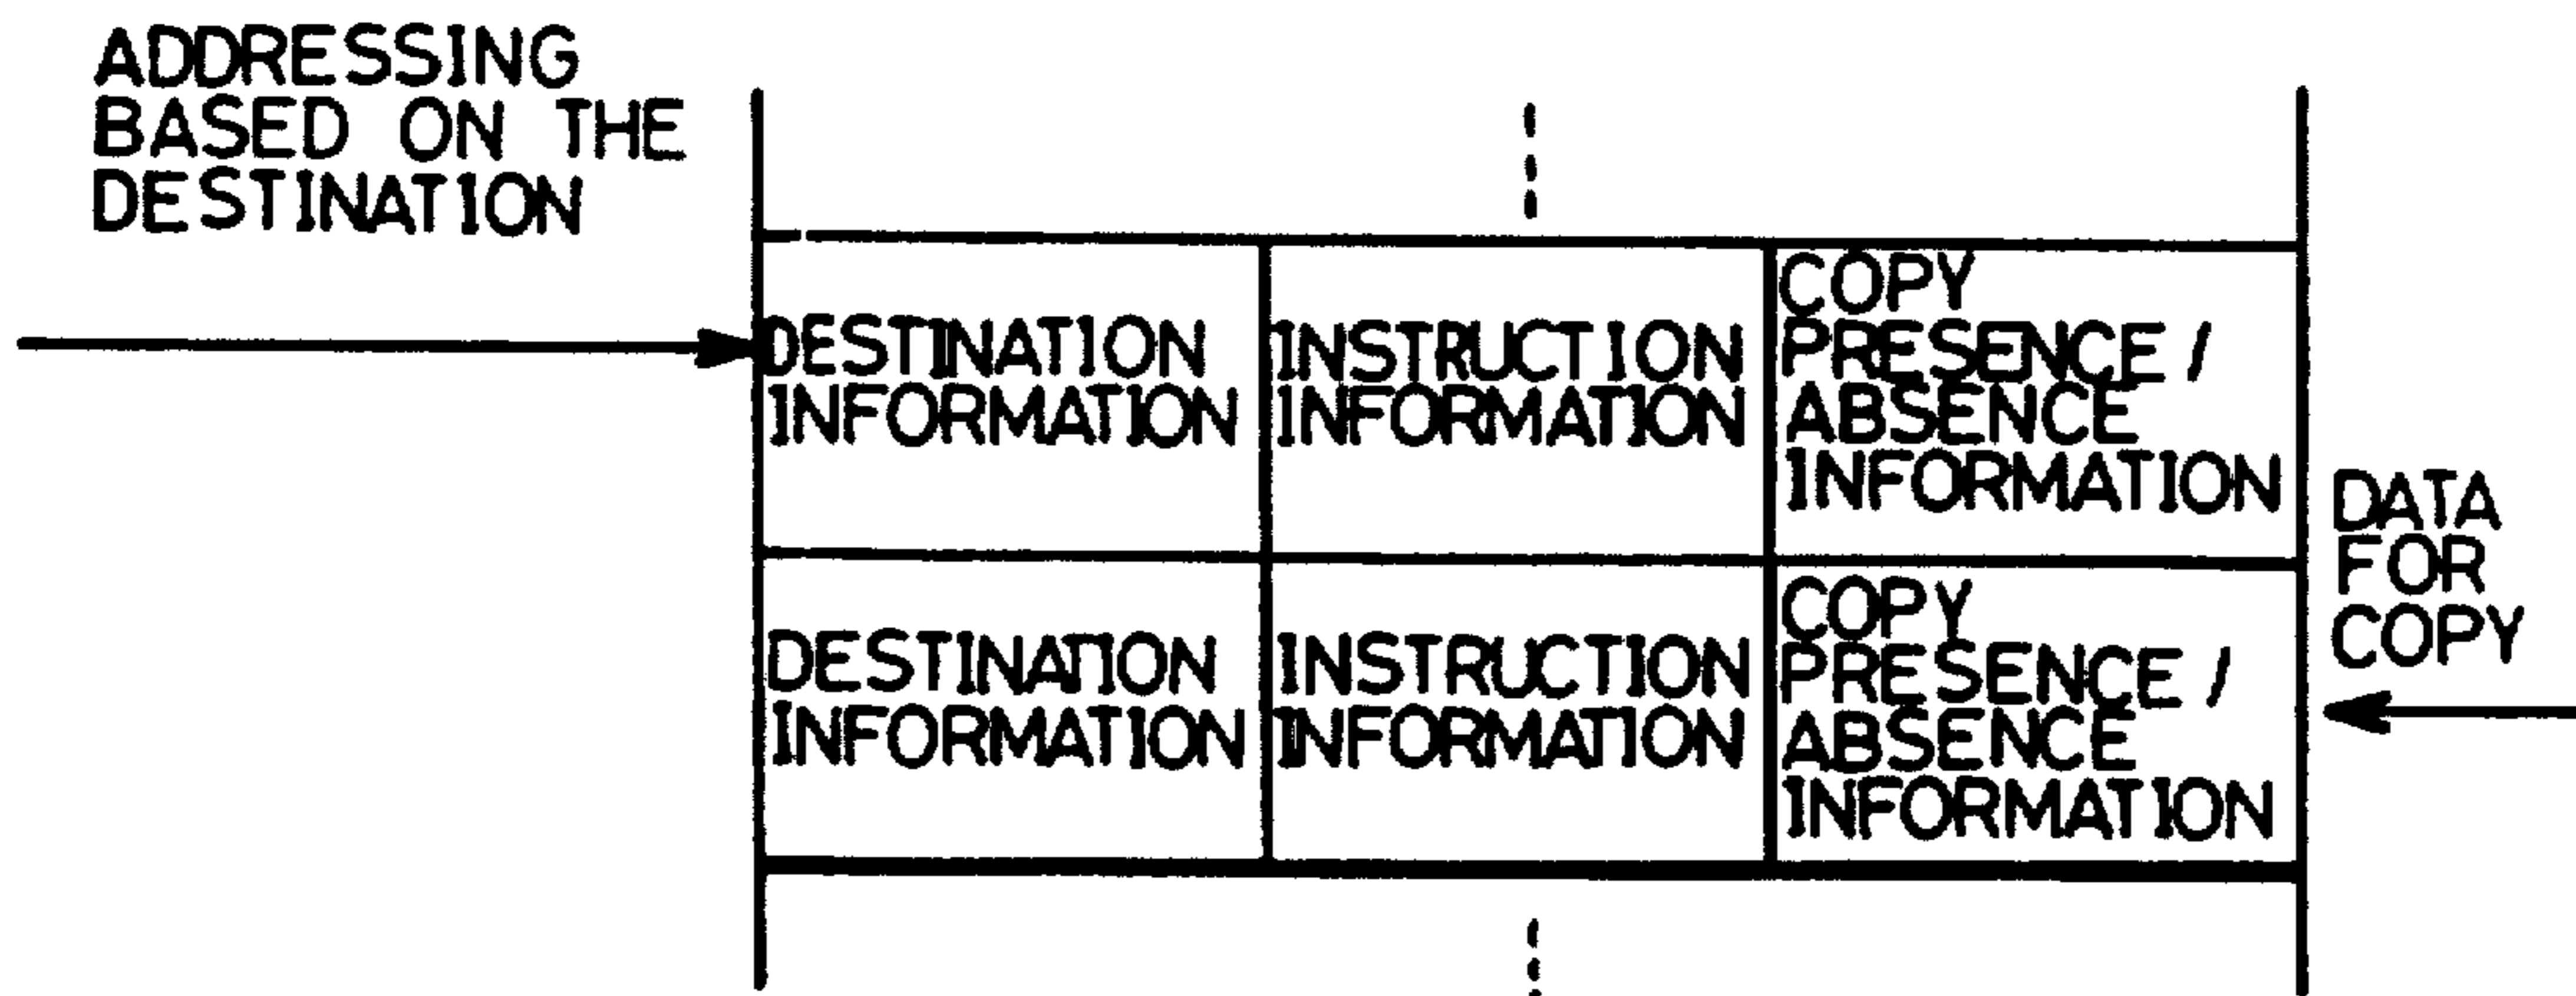 ADDRESSING
BASED ON THE
DESTINATION
DESTINATION
INFORMATION
INSTRUCTION
INFORMATION
COPY
PRESENCE /
ABSENCE
INFORMATION
DESTINATION
INFORMATION
INSTRUCTION
INFORMATION
COPY
PRESENCE /
ABSENCE
INFORMATION
DATA
FOR
COPY